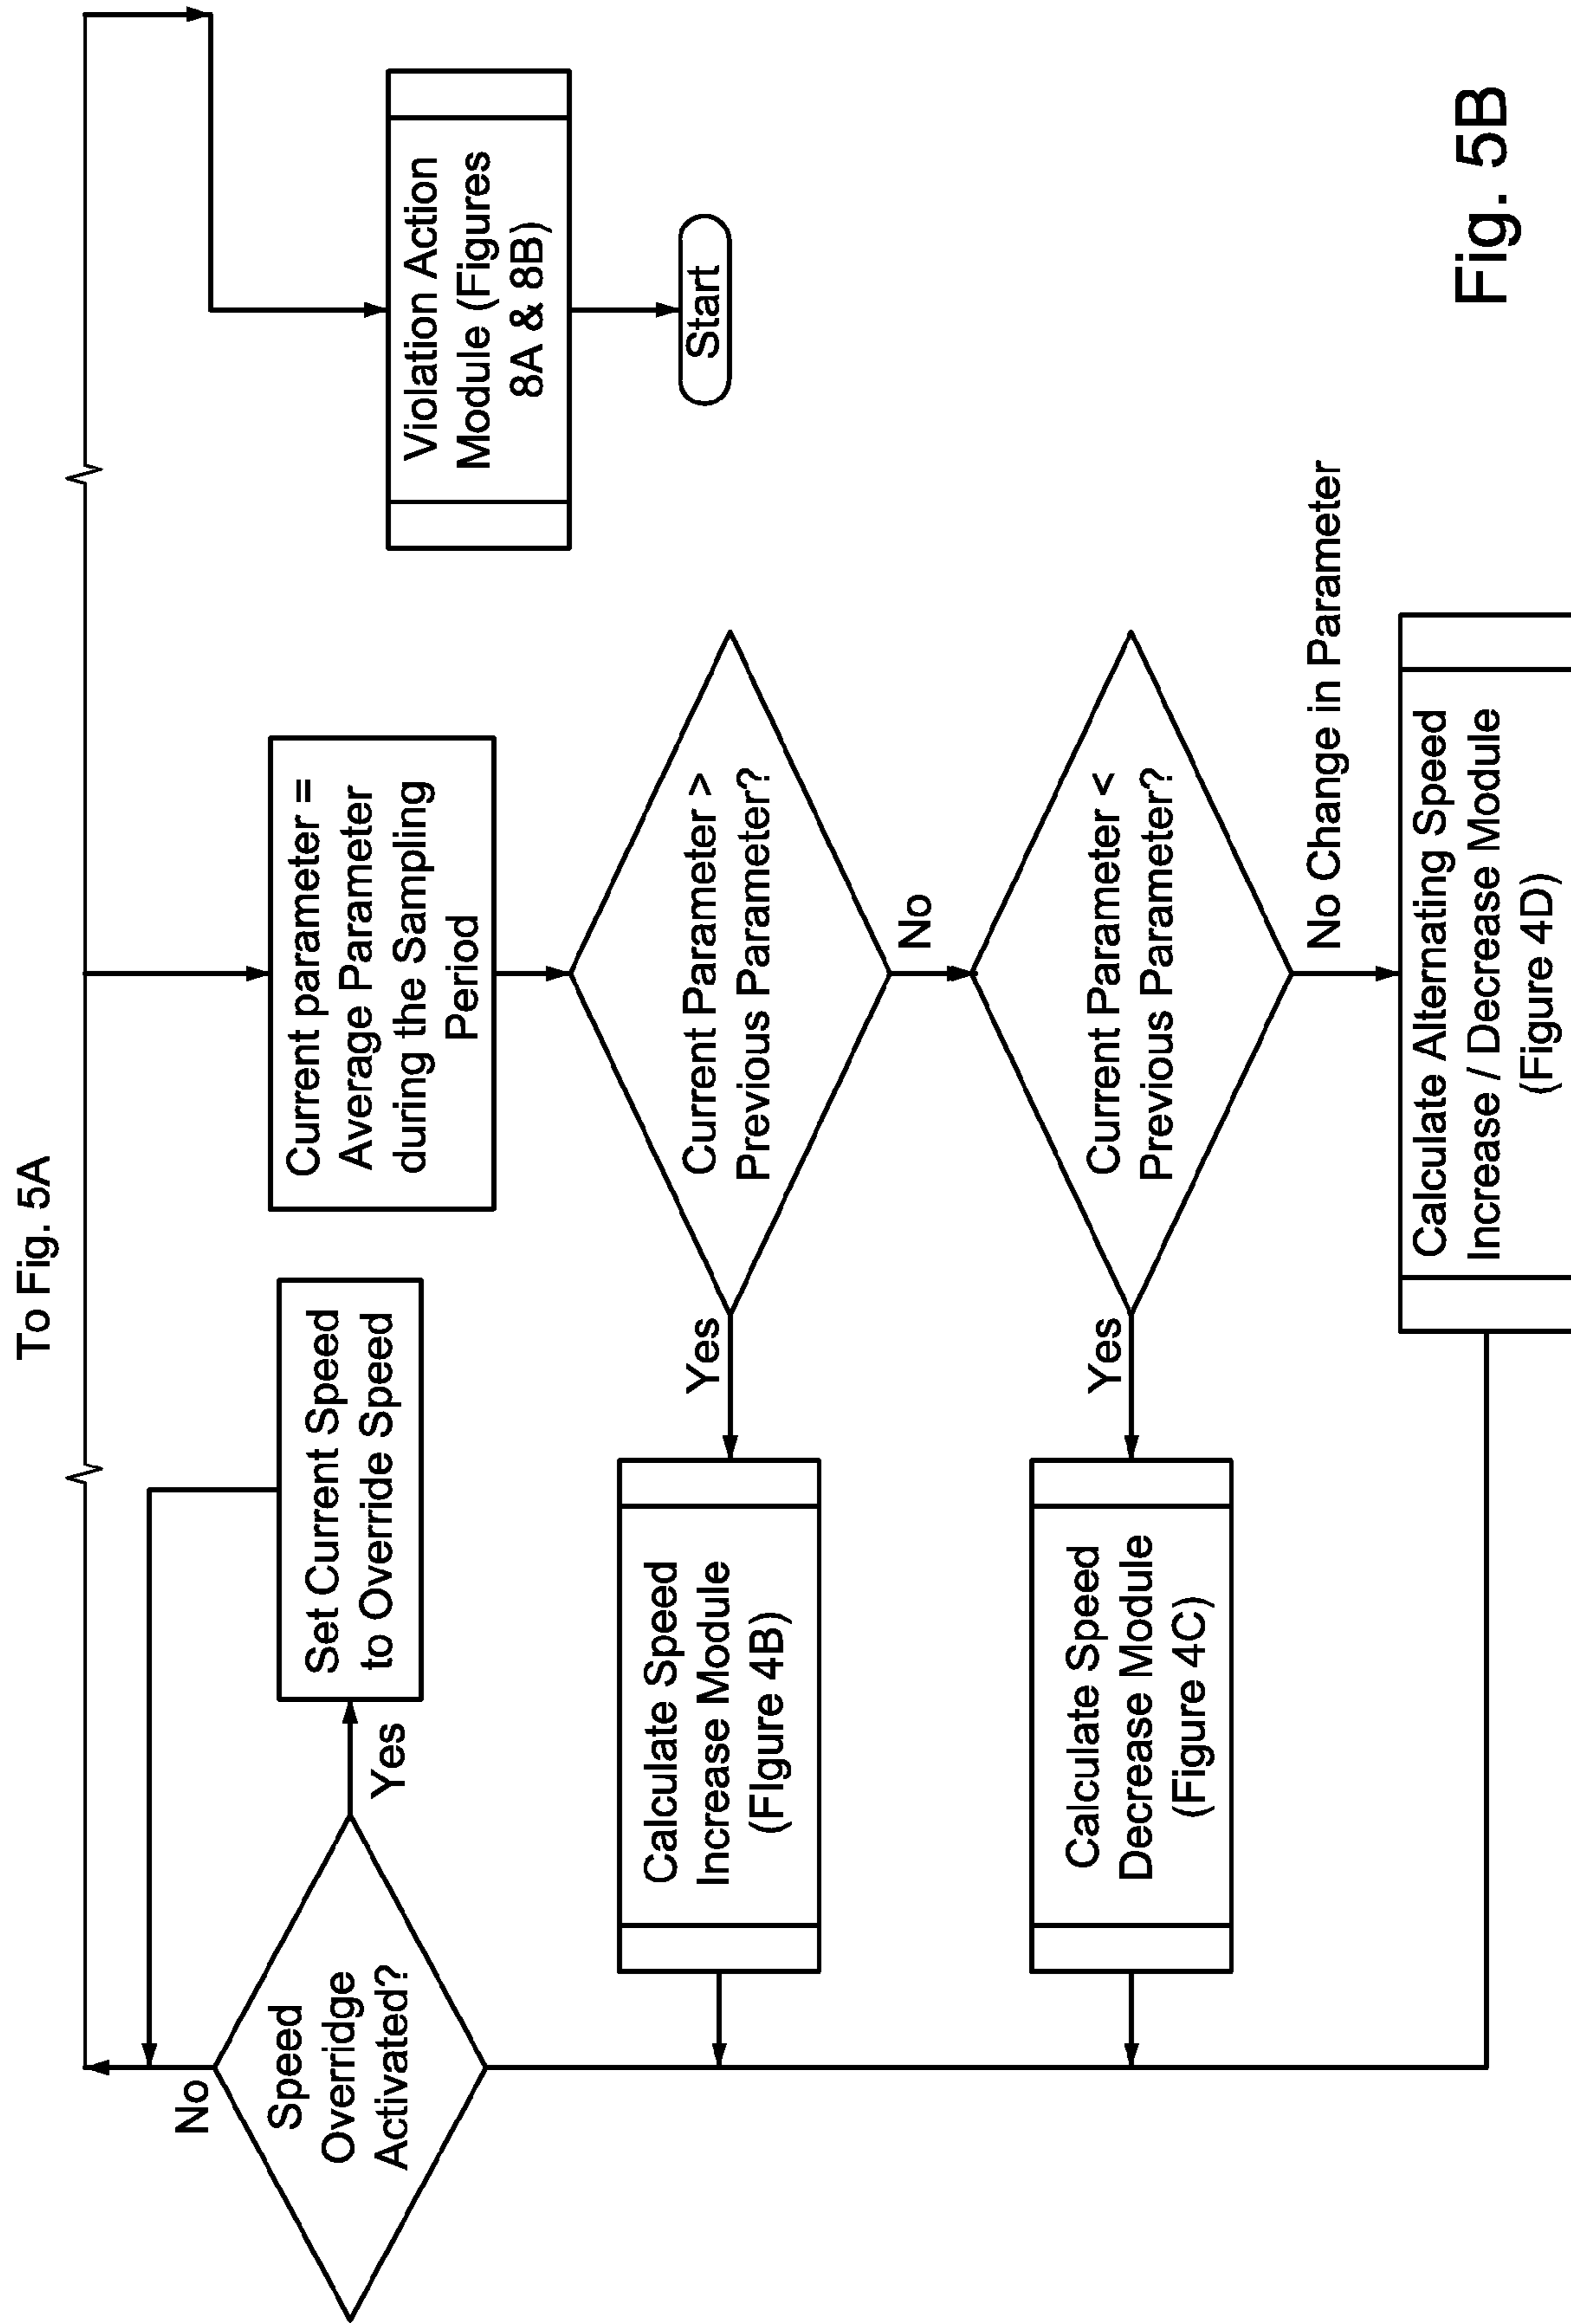 To Fig. 5A
No
Speed
Overridge
Activated?
Yes
Set Current Speed
to Override Speed
Current parameter =
Average Parameter
during the Sampling
Period
Violation Action
Module (Figures
8A & 8B)
Start
Calculate Speed
Increase Module
(FIgure 4B)
Yes
Current Parameter >
Previous Parameter?
No
Calculate Speed
Decrease Module
(Figure 4C)
Yes
Current Parameter <
Previous Parameter?
No Change in Parameter
Calculate Alternating Speed
Increase / Decrease Module
(Figure 4D)
Fig. 5B